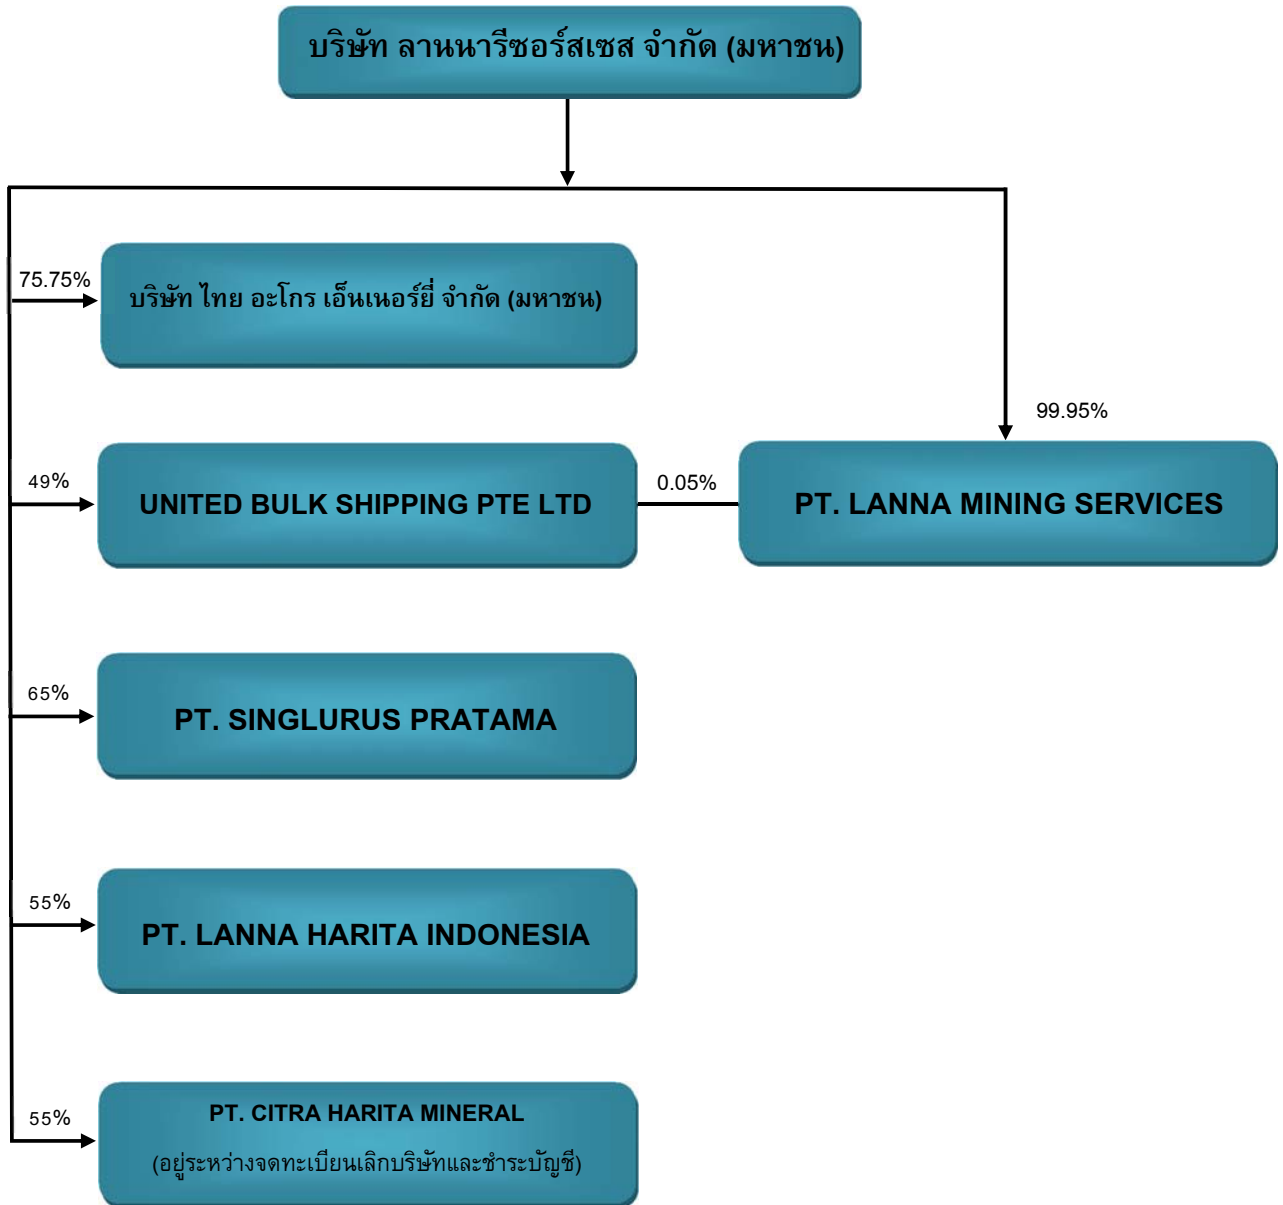 บริษัท ลานนารีซอร์สเซส จำกัด (มหาชน)
75.75%
บริษัท ไทย อะโกร เอ็นเนอร์ยี่ จำกัด (มหาชน)
99.95%
49%
UNITED BULK SHIPPING PTE LTD
0.05%
PT. LANNA MINING SERVICES
65%
PT. SINGLURUS PRATAMA
55%
PT. LANNA HARITA INDONESIA
55%
PT. CITRA HARITA MINERAL
(อยู่ระหว่างจดทะเบียนเลิกบริษัทและชำระบัญชี)